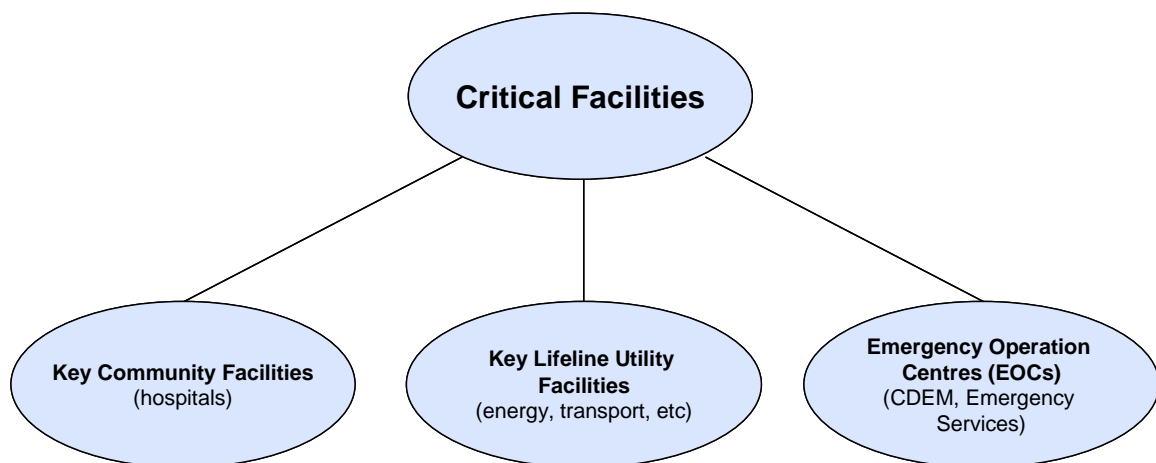 Critical Facilities
Key Community Facilities
(hospitals)
Key Lifeline Utility
Facilities
(energy, transport, etc)
Emergency Operation
Centres (EOCs)
(CDEM, Emergency
Services)